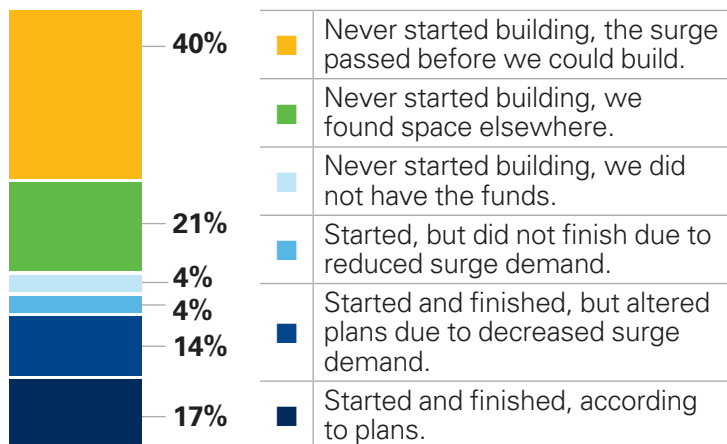 40%
Never started building, the surge
passed before we could build.
21%
Never started building, we
found space elsewhere.
4%
Never started building, we did
not have the funds.
4%
Started, but did not finish due to
reduced surge demand.
14%
Started and finished, but altered
plans due to decreased surge
demand.
17%
Started and finished, according
to plans.